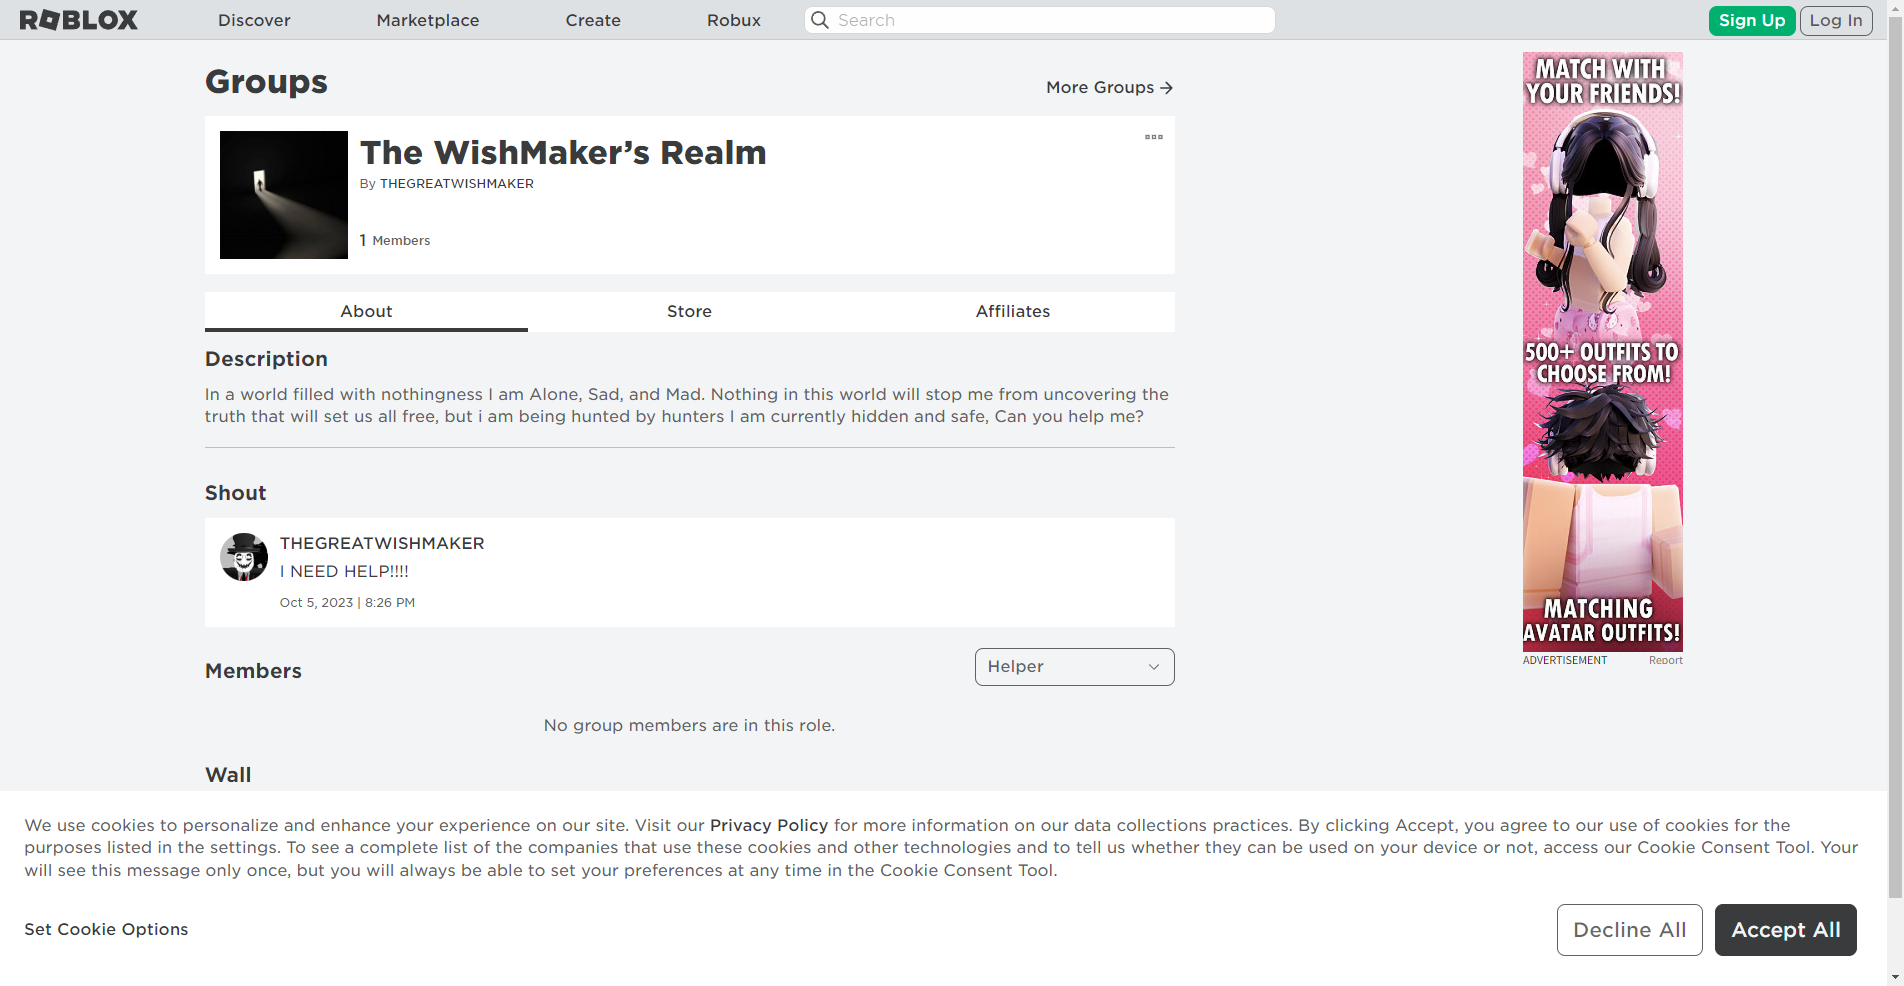 ROBLOX
Discover
Marketplace
Create
Robux
Search
Sign Up
Log In
Groups
More Groups
The WishMaker's Realm
By THEGREATWISHMAKER
1 Members
About
Store
Affiliates
Description
In a world filled with nothingness I am Alone, Sad, and Mad. Nothing in this world will stop me from uncovering the
truth that will set us all free, but i am being hunted by hunters I am currently hidden and safe, Can you help me?
Shout
THEGREATWISHMAKER
I NEED HELP!!!!
Oct 5, 2023 | 8:26 PM
Members
Helper
No group members are in this role.
Wall
MATCH WITH
YOUR FRIENDS!
500+ OUTFITS TO
CHOOSE FROM!
MATCHING
AVATAR OUTFITS!
ADVERTISEMENT
Report
We use cookies to personalize and enhance your experience on our site. Visit our Privacy Policy for more information on our data collections practices. By clicking Accept, you agree to our use of cookies for the
purposes listed in the settings. To see a complete list of the companies that use these cookies and other technologies and to tell us whether they can be used on your device or not, access our Cookie Consent Tool. Your
will see this message only once, but you will always be able to set your preferences at any time in the Cookie Consent Tool.
Set Cookie Options
Decline All
Accept All